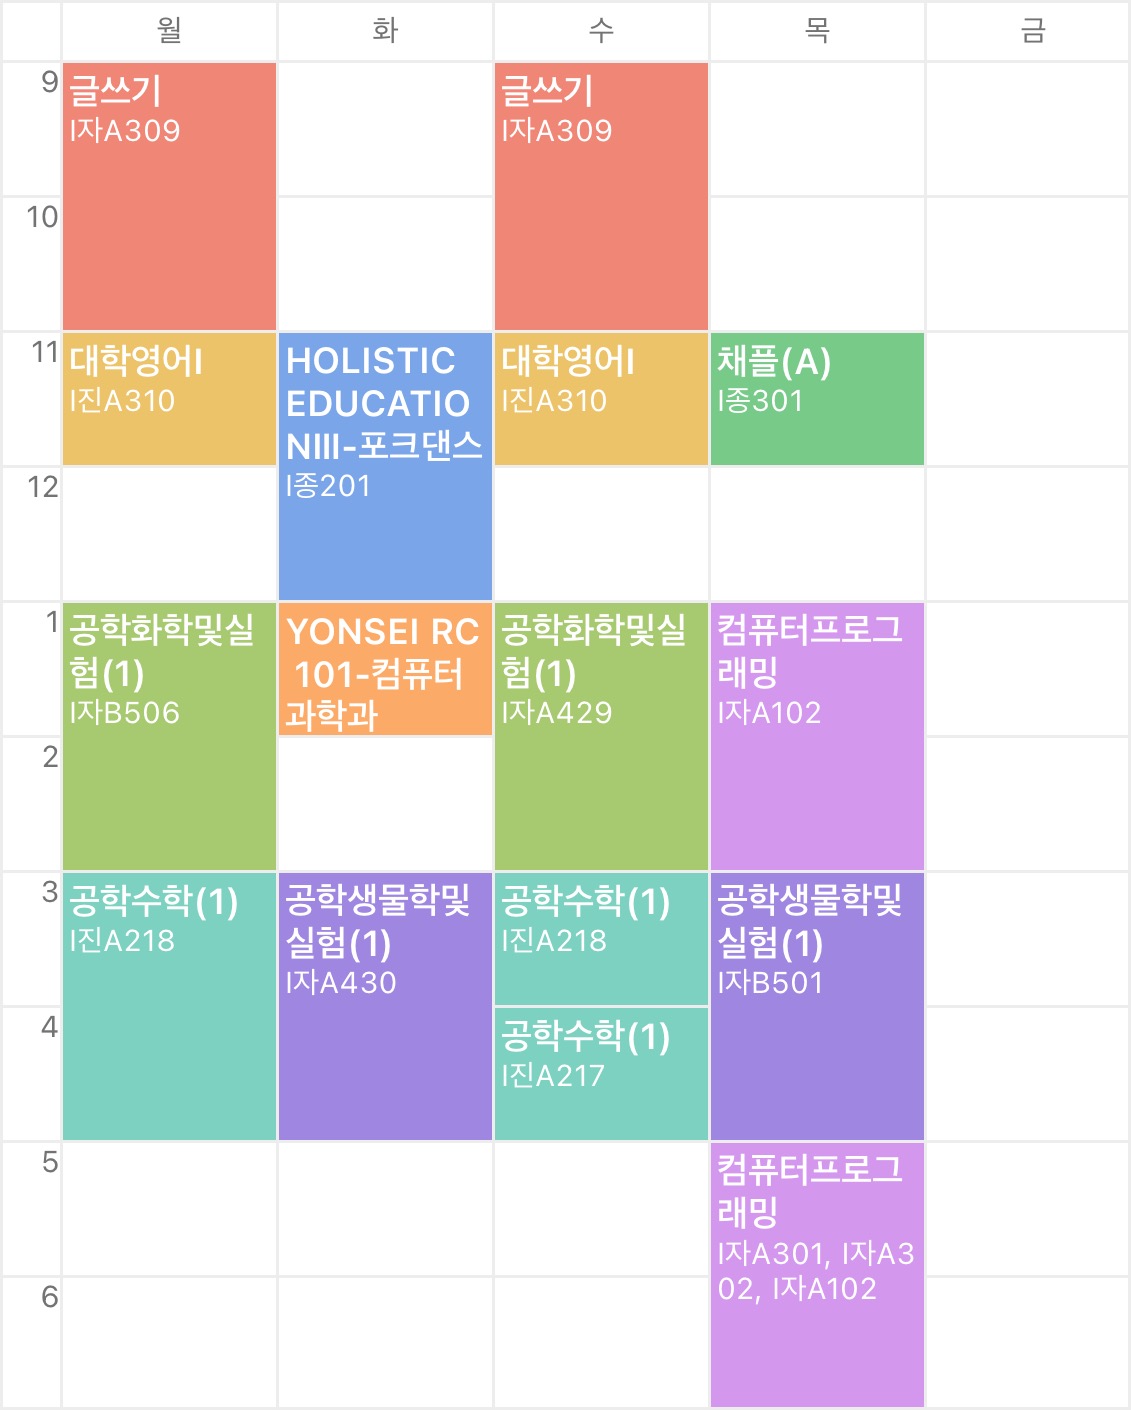 월 화 수 목 금
9
글쓰기
I자A309
글쓰기
I자A309
10
11
대학영어I
I진A310
HOLISTIC
EDUCATIO
NIII-포크댄스
I종201
대학영어I
I진A310
채플(A)
I종301
12
1
공학화학및실
험(1)
I자B506
YONSEI RC
101-컴퓨터
과학과
공학화학및실
험(1)
I자A429
컴퓨터프로그
래밍
I자A102
2
3
공학수학(1)
I진A218
공학생물학및
실험(1)
I자A430
공학수학(1)
I진A218
공학생물학및
실험(1)
I자B501
4
공학수학(1)
I진A217
5
컴퓨터프로그
래밍
I자A301, I자A3
02, I자A102
6